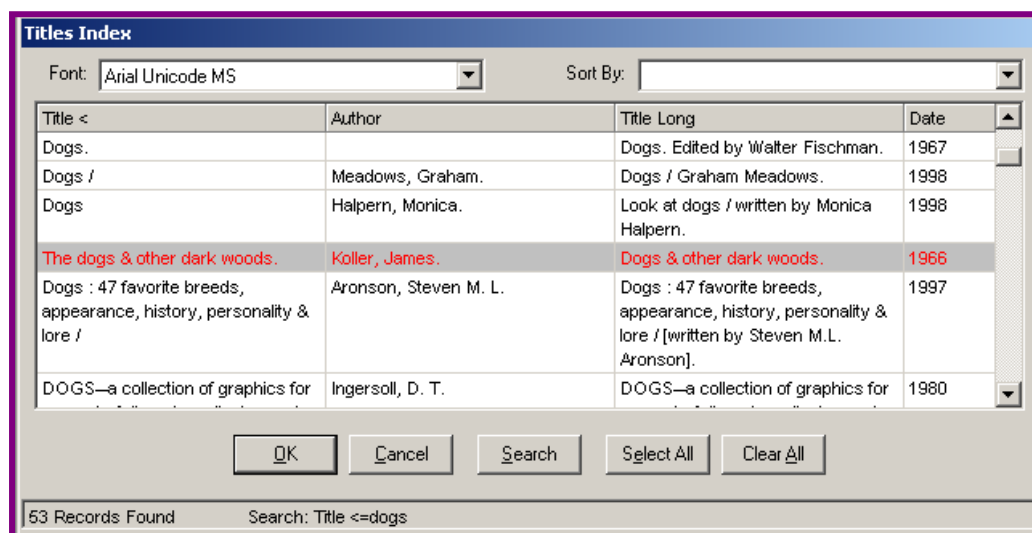 Titles Index
Font: Arial Unicode MS Sort By:
Title < Author Title Long Date
Dogs. Dogs. Edited by Walter Fischman. 1967
Dogs / Meadows, Graham. Dogs / Graham Meadows. 1998
Dogs Halpern, Monica. Look at dogs / written by Monica 1998
Halpern.
The dogs & other dark woods. Koller, James. Dogs & other dark woods. 1966
Dogs : 47 favorite breeds, Aronson, Steven M. L. Dogs : 47 favorite breeds, 1997
appearance, history, personality & appearance, history, personality &
lore / lore / [written by Steven M.L.
Aronson].
DOGS—a collection of graphics for Ingersoll, D. T. DOGS—a collection of graphics for 1980
OK Cancel Search Select All Clear All
53 Records Found Search: Title <=dogs